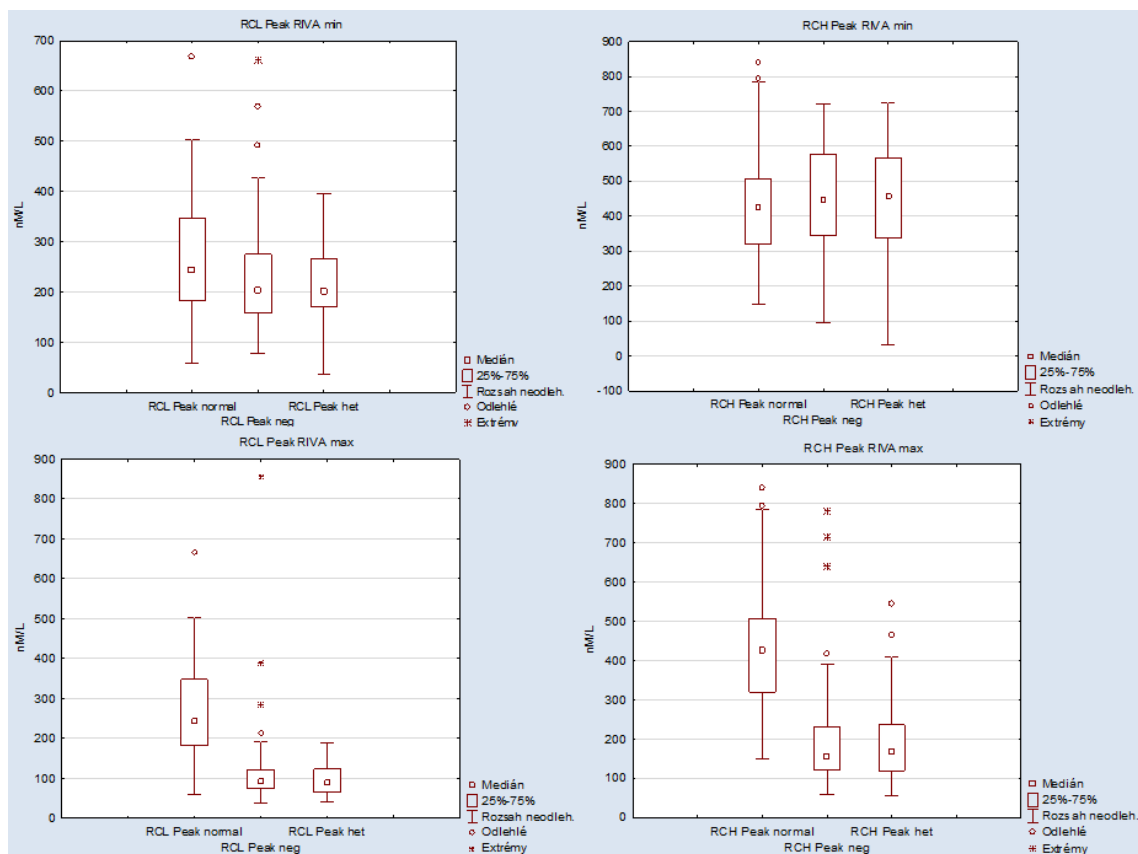 RCL Peak RIVA min
700
600
500
400
300
200
100
0
nM/L
RCL Peak normal
RCL Peak neg
RCL Peak het
Medián
25%-75%
Rozsah neodleh.
Odlehlé
Extrémy
RCH Peak RIVA min
900
800
700
600
500
400
300
200
100
0
-100
nM/L
RCH Peak normal
RCH Peak neg
RCH Peak het
Medián
25%-75%
Rozsah neodleh.
Odlehlé
Extrémy
RCL Peak RIVA max
900
800
700
600
500
400
300
200
100
0
nM/L
RCL Peak normal
RCL Peak neg
RCL Peak het
Medián
25%-75%
Rozsah neodleh.
Odlehlé
Extrémy
RCH Peak RIVA max
900
800
700
600
500
400
300
200
100
0
nM/L
RCH Peak normal
RCH Peak neg
RCH Peak het
Medián
25%-75%
Rozsah neodleh.
Odlehlé
Extrémy